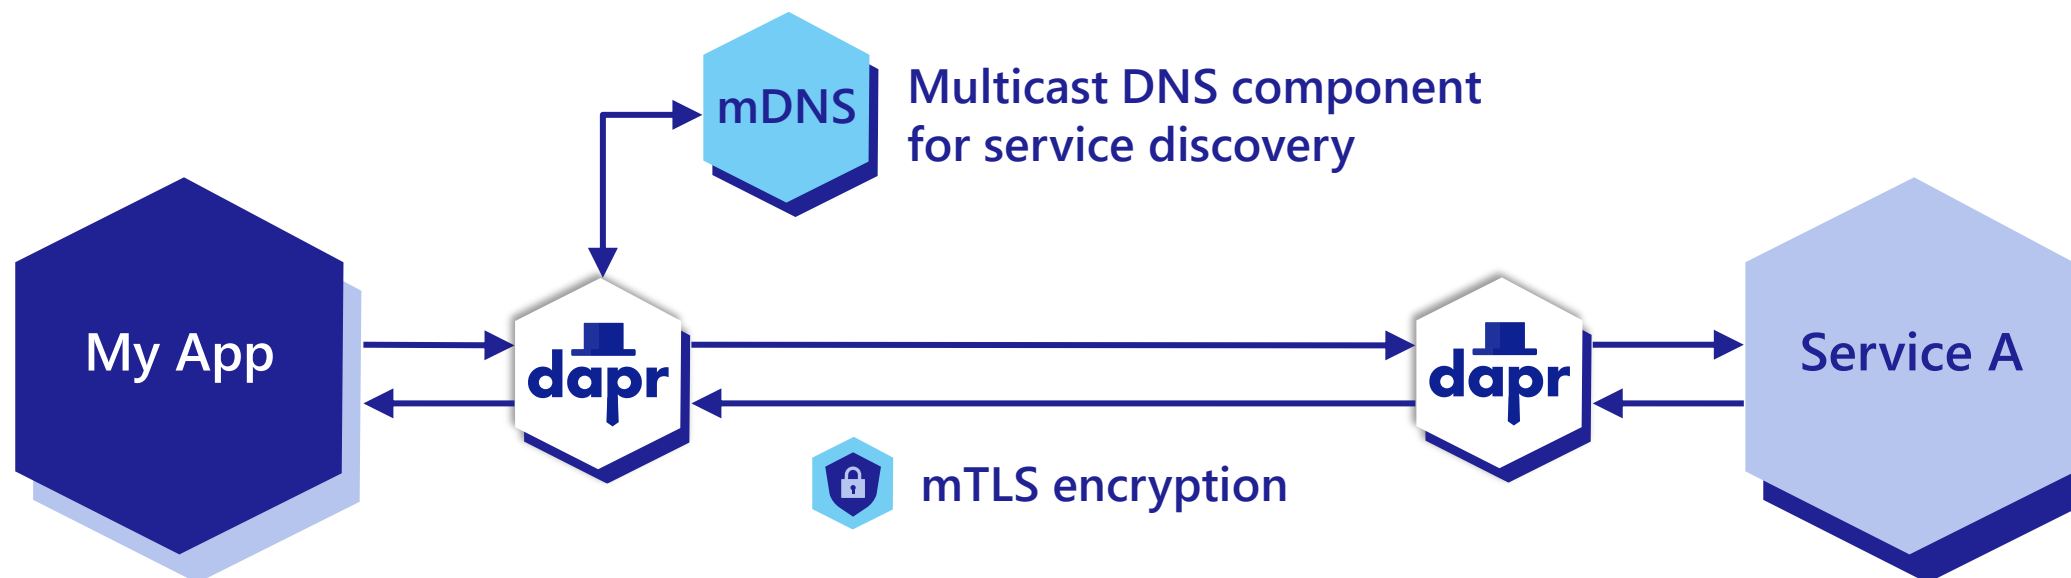 mDNS
Multicast DNS component
for service discovery
My App
dapr
dapr
Service A
mTLS encryption